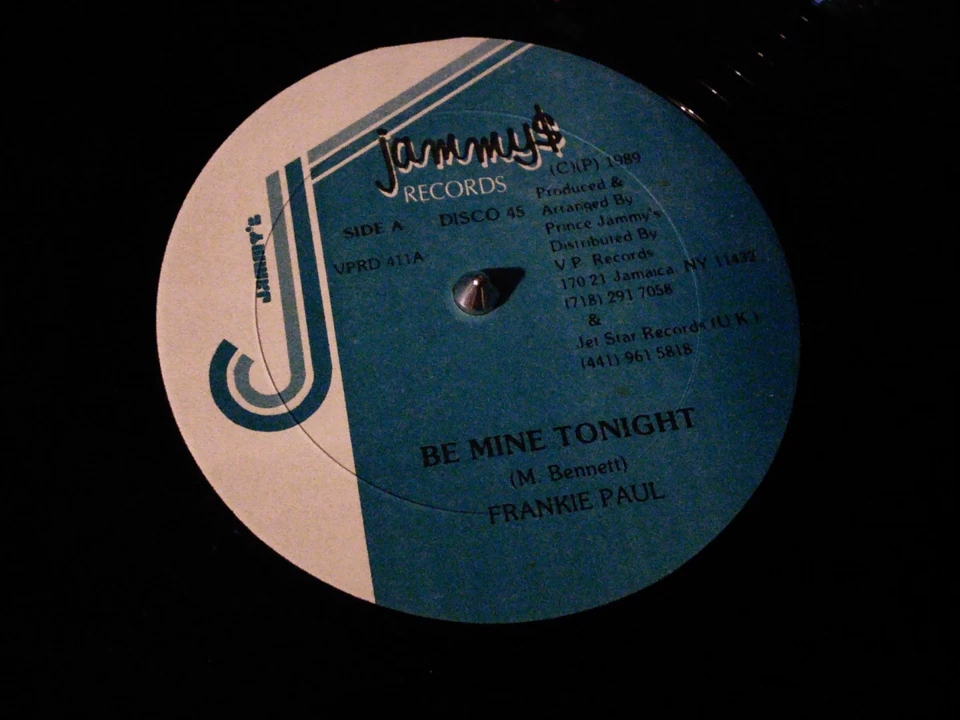 jammy$
RECORDS
JAMMY'$
SIDE A DISCO 45
VPRD 411A
(C)(P) 1989
Produced &
Arranged By
Prince Jammy's
Distributed By
V.P. Records
170 21 Jamaica, NY 11432
(718) 291 7058
&
Jet Star Records (U.K.)
(441) 961 5818
BE MINE TONIGHT
(M. Bennett)
FRANKIE PAUL